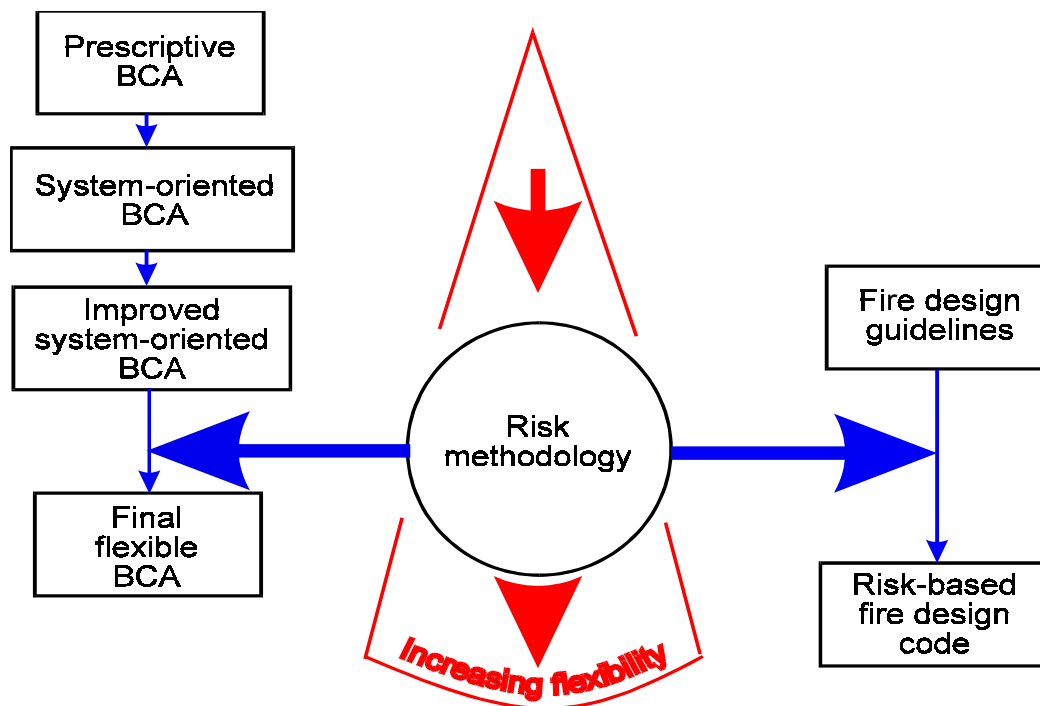 Prescriptive
BCA
System-oriented
BCA
Improved
system-oriented
BCA
Final
flexible
BCA
Risk
methodology
Increasing flexibility
Fire design
guidelines
Risk-based
fire design
code